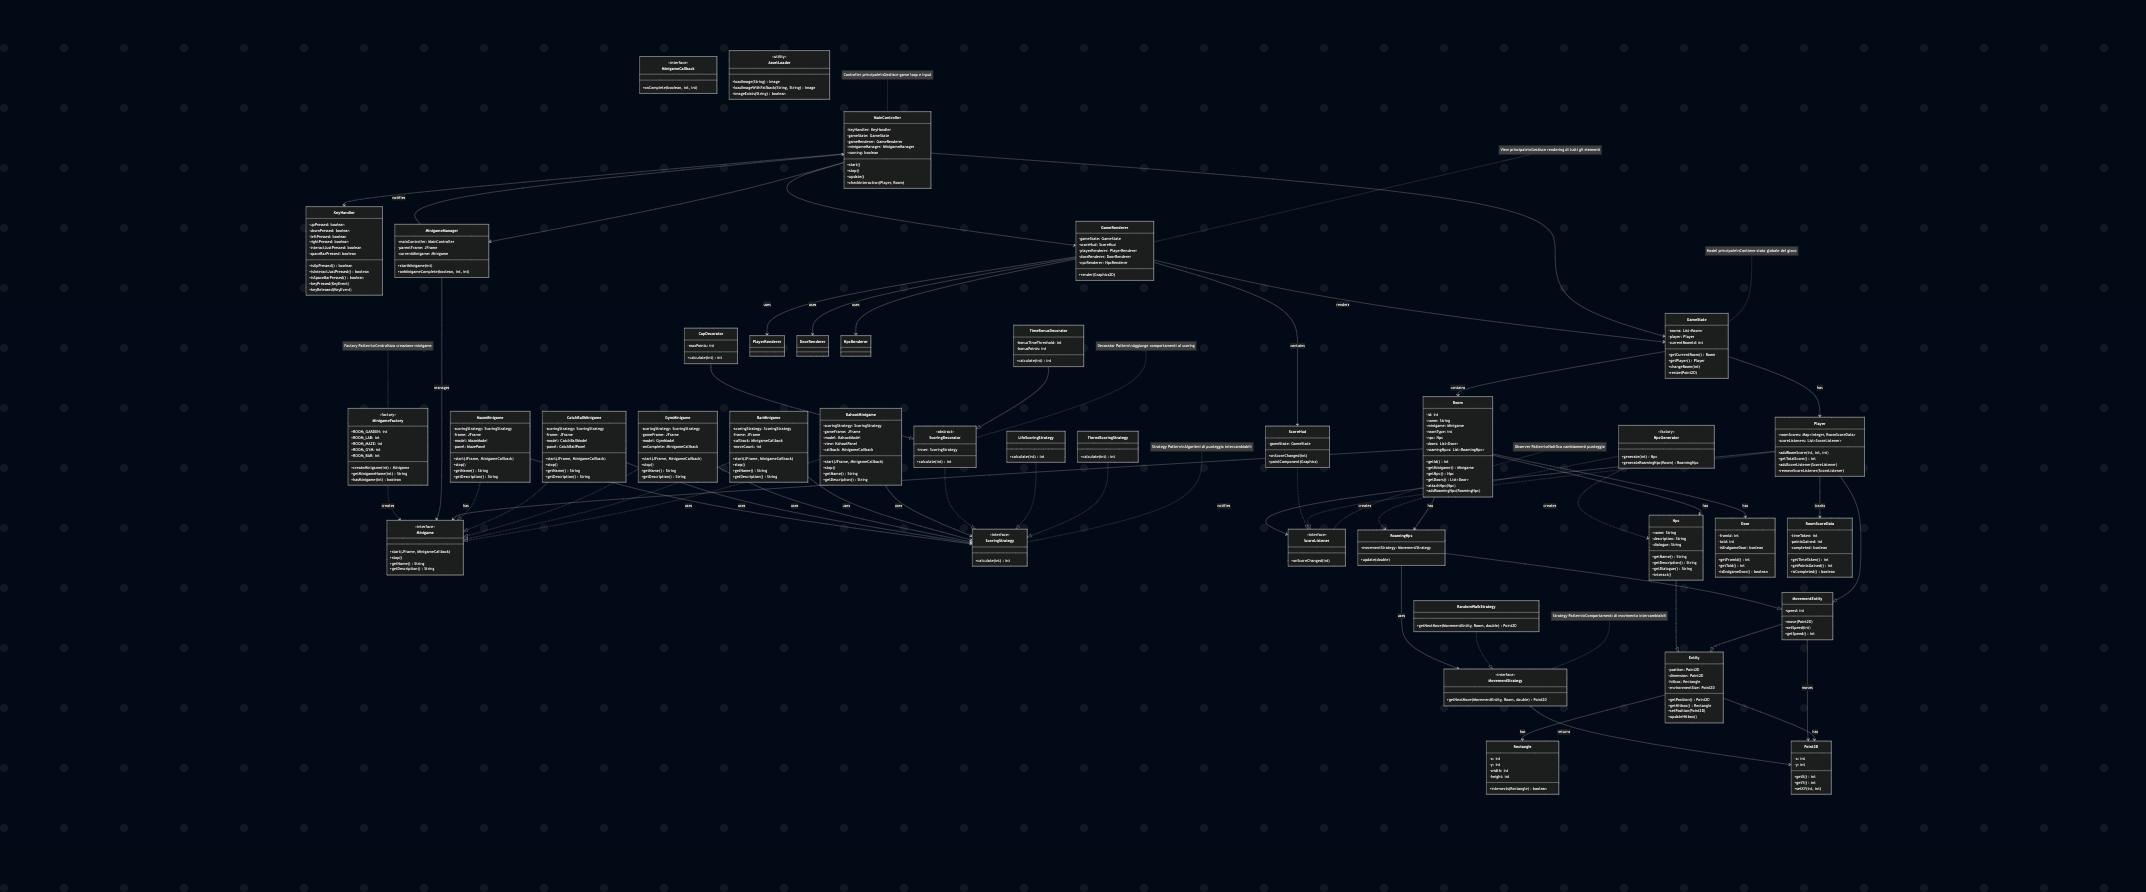 «interface»
MinigameCallback
+onComplete(boolean, int, int)
«utility»
AssetLoader
+loadImage(String) : Image
+loadImageWithFallback(String, String) : Image
+imageExists(String) : boolean
Controller principale\nGestisce game loop e input
MainController
-keyHandler: KeyHandler
-gameState: GameState
-gameRenderer: GameRenderer
-minigameManager: MinigameManager
-running: boolean
+start()
+stop()
+update()
+checkInteraction(Player, Room)
View principale\nGestisce rendering di tutti gli elementi
notifies
KeyHandler
-upPressed: boolean
-downPressed: boolean
-leftPressed: boolean
-rightPressed: boolean
-interactJustPressed: boolean
-spaceBarPressed: boolean
+isUpPressed() : boolean
+isInteractJustPressed() : boolean
+isSpaceBarPressed() : boolean
+keyPressed(KeyEvent)
+keyReleased(KeyEvent)
MinigameManager
-mainController: MainController
-parentFrame: JFrame
-currentMinigame: Minigame
+startMinigame(int)
+onMinigameComplete(boolean, int, int)
GameRenderer
-gameState: GameState
-scoreHud: ScoreHud
-playerRenderer: PlayerRenderer
-doorRenderer: DoorRenderer
-npcRenderer: NpcRenderer
+render(Graphics2D)
Model principale\nContiene stato globale del gioco
uses
uses
uses
renders
GameState
-rooms: List<Room>
-player: Player
-currentRoomId: int
+getCurrentRoom() : Room
+getPlayer() : Player
+changeRoom(int)
+resize(Point2D)
CapDecorator
-maxPoints: int
+calculate(int) : int
PlayerRenderer
DoorRenderer
NpcRenderer
TimeBonusDecorator
-bonusTimeThreshold: int
-bonusPoints: int
+calculate(int) : int
Factory Pattern\nCentralizza creazione minigame
Decorator Pattern\nAggiunge comportamenti al scoring
contains
manages
contains
has
«factory»
MinigameFactory
+ROOM_GARDEN: int
+ROOM_LAB: int
+ROOM_MAZE: int
+ROOM_GYM: int
+ROOM_BAR: int
+createMinigame(int) : Minigame
+getMinigameName(int) : String
+hasMinigame(int) : boolean
MazeMinigame
-scoringStrategy: ScoringStrategy
-frame: JFrame
-model: MazeModel
-panel: MazePanel
+start(JFrame, MinigameCallback)
+stop()
+getName() : String
+getDescription() : String
CatchBallMinigame
-scoringStrategy: ScoringStrategy
-frame: JFrame
-model: CatchBallModel
-panel: CatchBallPanel
+start(JFrame, MinigameCallback)
+stop()
+getName() : String
+getDescription() : String
GymMinigame
-scoringStrategy: ScoringStrategy
-gameFrame: JFrame
-model: GymModel
-onComplete: MinigameCallback
+start(JFrame, MinigameCallback)
+stop()
+getName() : String
+getDescription() : String
BarMinigame
-scoringStrategy: ScoringStrategy
-frame: JFrame
-callback: MinigameCallback
-moveCount: int
+start(JFrame, MinigameCallback)
+stop()
+getName() : String
+getDescription() : String
KahootMinigame
-scoringStrategy: ScoringStrategy
-gameFrame: JFrame
-model: KahootModel
-view: KahootPanel
-callback: MinigameCallback
+start(JFrame, MinigameCallback)
+stop()
+getName() : String
+getDescription() : String
«abstract»
ScoringDecorator
-inner: ScoringStrategy
+calculate(int) : int
LifeScoringStrategy
+calculate(int) : int
TimedScoringStrategy
+calculate(int) : int
Strategy Pattern\nAlgoritmi di punteggio intercambiabili
ScoreHud
-gameState: GameState
+onScoreChanged(int)
+paintComponent(Graphics)
Room
-id: int
-name: String
-minigame: Minigame
-roomType: int
-npc: Npc
-doors: List<Door>
-roamingNpcs: List<RoamingNpc>
+getId() : int
+getMinigame() : Minigame
+getNpc() : Npc
+getDoors() : List<Door>
+attachNpc(Npc)
+addRoamingNpc(RoamingNpc)
Observer Pattern\nNotifica cambiamenti punteggio
«factory»
NpcGenerator
+generate(int) : Npc
+generateRoamingNpc(Room) : RoamingNpc
Player
-roomScores: Map<Integer, RoomScoreData>
-scoreListeners: List<ScoreListener>
+addRoomScore(int, int, int)
+getTotalScore() : int
+addScoreListener(ScoreListener)
+removeScoreListener(ScoreListener)
creates
has
uses
uses
uses
uses
uses
notifies
creates
has
creates
has
has
tracks
«interface»
Minigame
+start(JFrame, MinigameCallback)
+stop()
+getName() : String
+getDescription() : String
«interface»
ScoringStrategy
+calculate(int) : int
«interface»
ScoreListener
+onScoreChanged(int)
RoamingNpc
-movementStrategy: MovementStrategy
+update(double)
Npc
-name: String
-description: String
-dialogue: String
+getName() : String
+getDescription() : String
+getDialogue() : String
+interact()
Door
-fromId: int
-toId: int
-isEndgameDoor: boolean
+getFromId() : int
+getToId() : int
+isEndgameDoor() : boolean
RoomScoreData
-timeTaken: int
-pointsGained: int
-completed: boolean
+getTimeTaken() : int
+getPointsGained() : int
+isCompleted() : boolean
RandomWalkStrategy
+getNextMove(MovementEntity, Room, double) : Point2D
Strategy Pattern\nComportamenti di movimento intercambiabili
uses
MovementEntity
-speed: int
+move(Point2D)
+setSpeed(int)
+getSpeed() : int
«interface»
MovementStrategy
+getNextMove(MovementEntity, Room, double) : Point2D
Entity
-position: Point2D
-dimension: Point2D
-hitbox: Rectangle
-environmentSize: Point2D
+getPosition() : Point2D
+getHitbox() : Rectangle
+setPosition(Point2D)
+updateHitbox()
moves
has
returns
has
Rectangle
-x: int
-y: int
-width: int
-height: int
+intersects(Rectangle) : boolean
Point2D
-x: int
-y: int
+getX() : int
+getY() : int
+setXY(int, int)